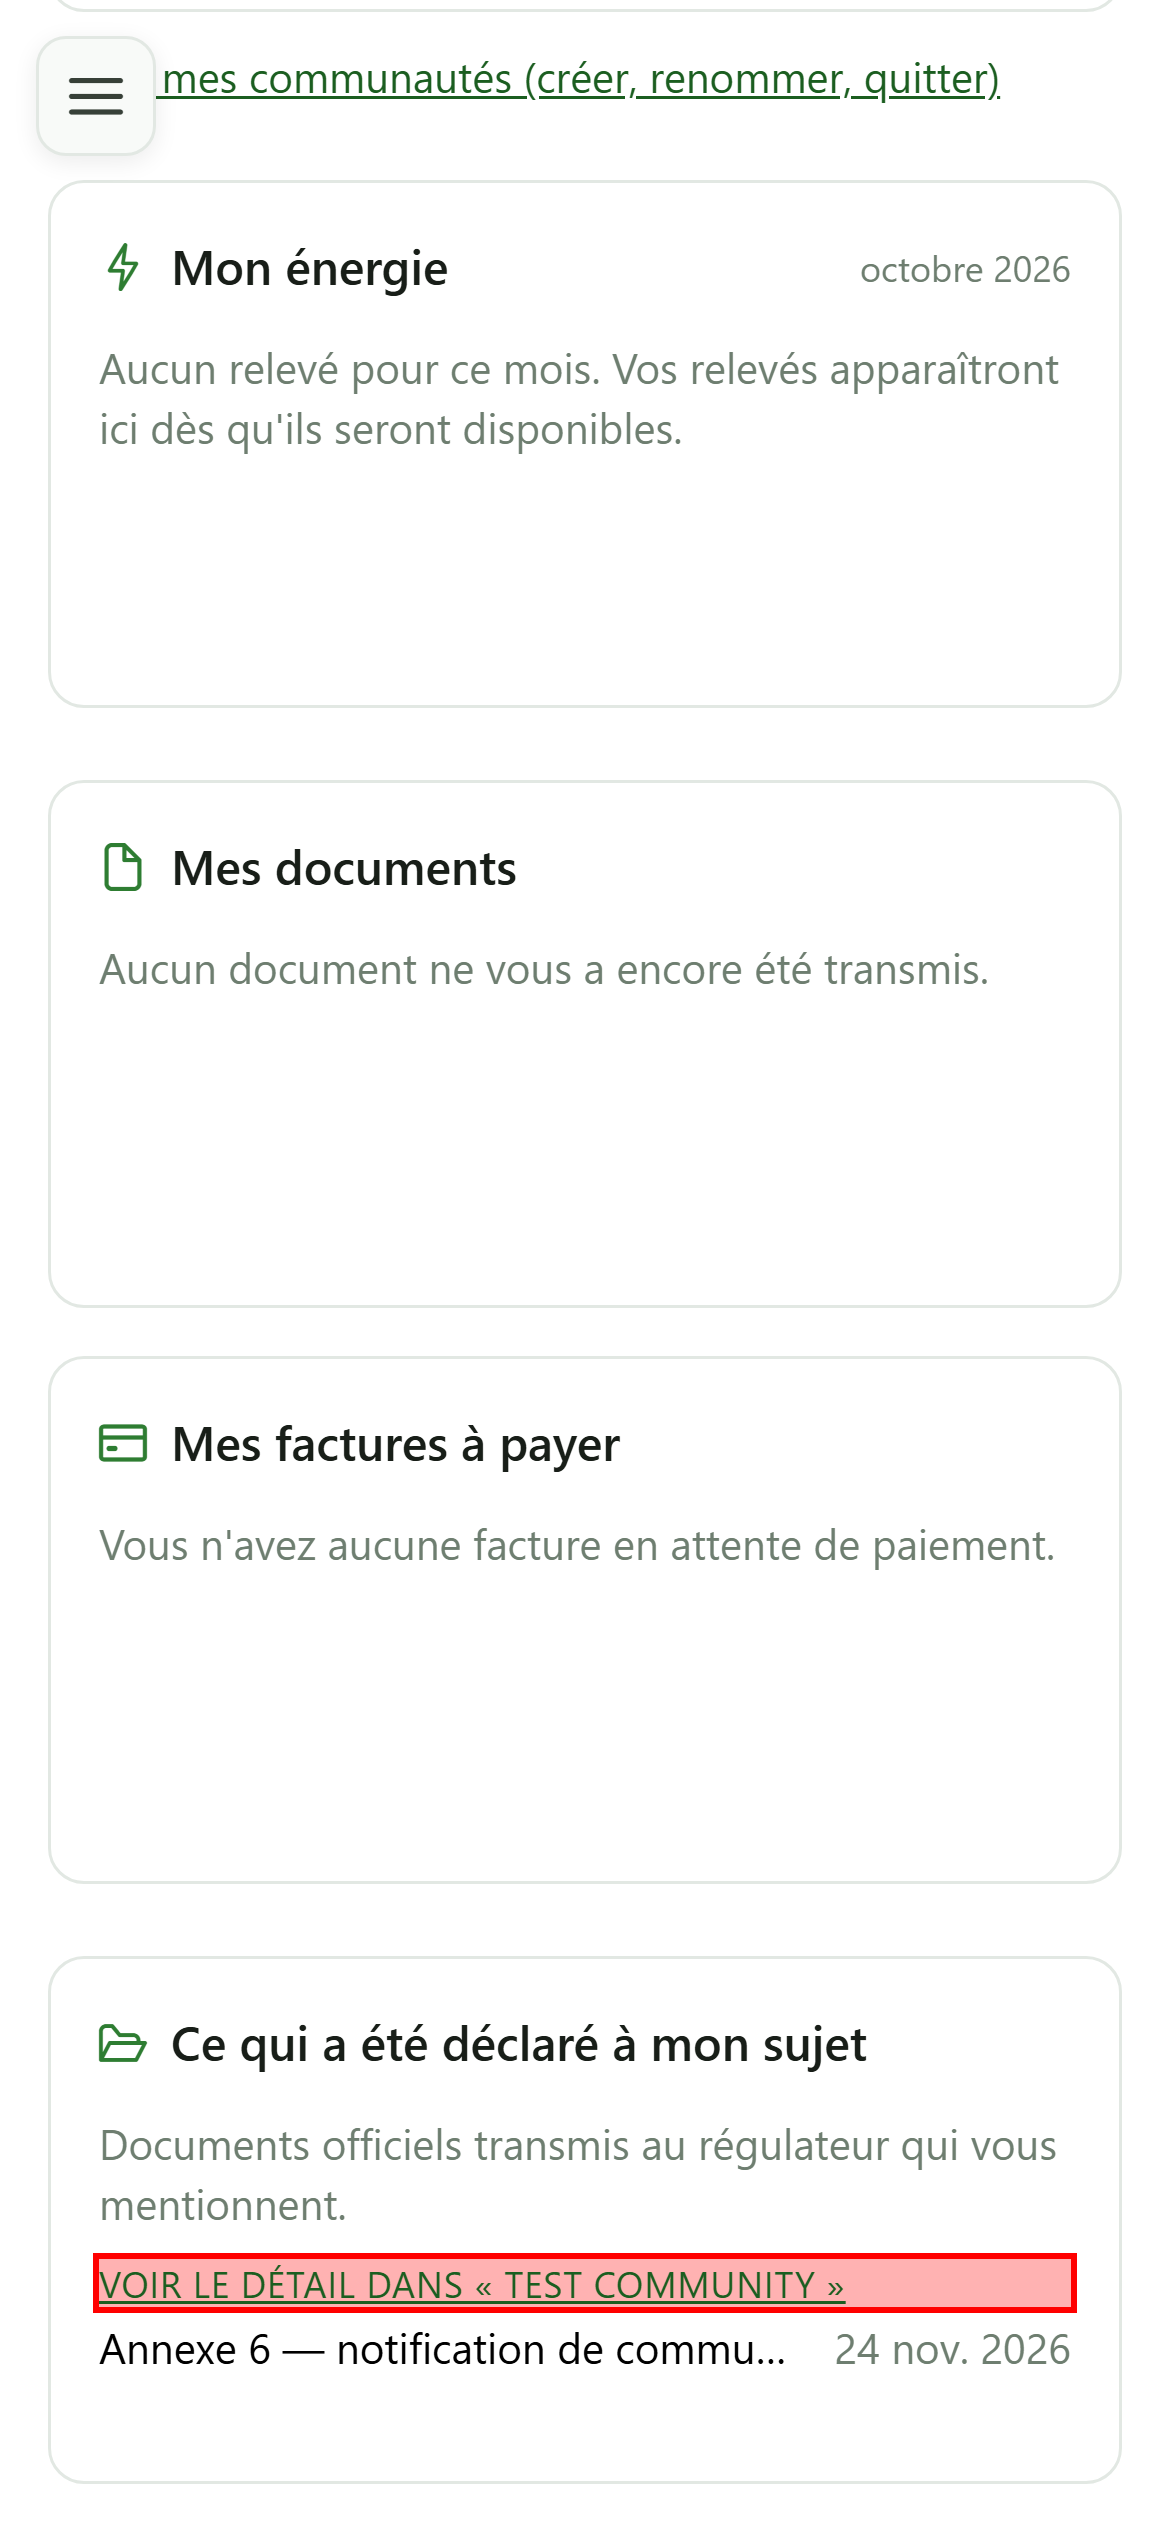 mes communautés (créer, renommer, quitter)
Mon énergie
octobre 2026
Aucun relevé pour ce mois. Vos relevés apparaîtront
ici dès qu'ils seront disponibles.
Mes documents
Aucun document ne vous a encore été transmis.
Mes factures à payer
Vous n'avez aucune facture en attente de paiement.
Ce qui a été déclaré à mon sujet
Documents officiels transmis au régulateur qui vous
mentionnent.
VOIR LE DÉTAIL DANS « TEST COMMUNITY »
Annexe 6 — notification de commu... 24 nov. 2026